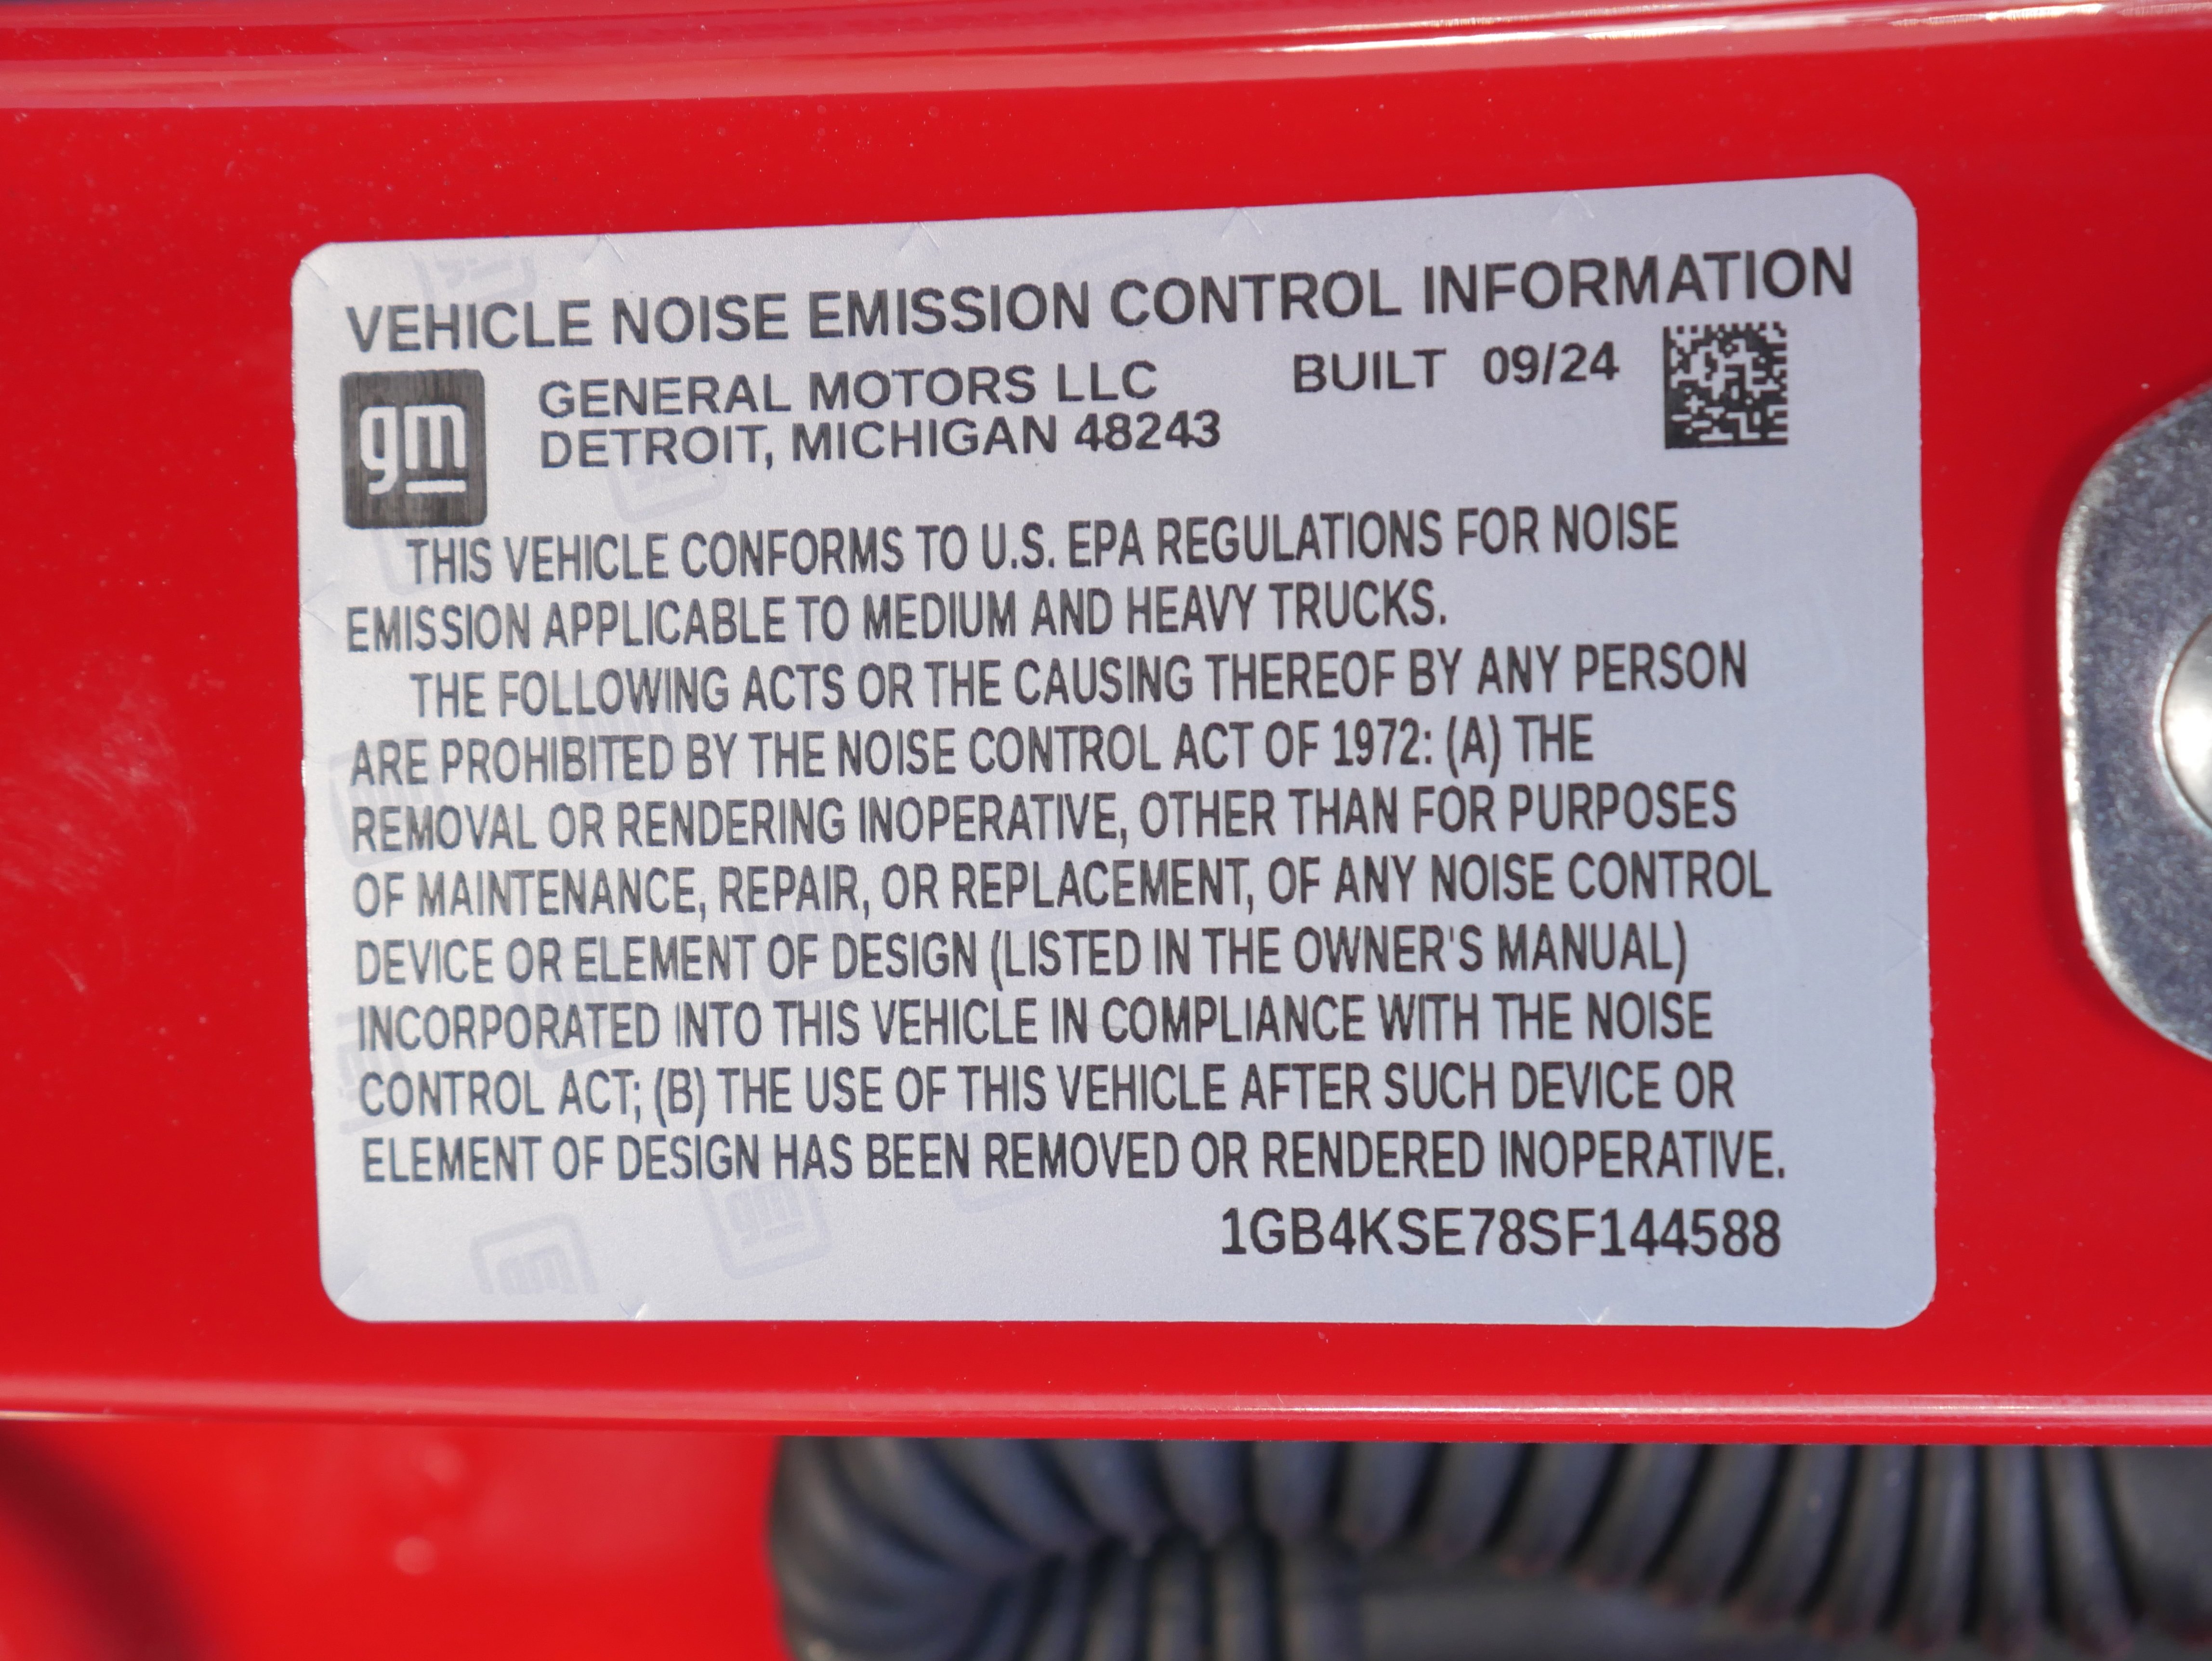 VEHICLE NOISE EMISSION CONTROL INFORMATION
gm
GENERAL MOTORS LLC BUILT 09/24
DETROIT, MICHIGAN 48243
THIS VEHICLE CONFORMS TO U.S. EPA REGULATIONS FOR NOISE
EMISSION APPLICABLE TO MEDIUM AND HEAVY TRUCKS.
THE FOLLOWING ACTS OR THE CAUSING THEREOF BY ANY PERSON
ARE PROHIBITED BY THE NOISE CONTROL ACT OF 1972: (A) THE
REMOVAL OR RENDERING INOPERATIVE, OTHER THAN FOR PURPOSES
OF MAINTENANCE, REPAIR, OR REPLACEMENT, OF ANY NOISE CONTROL
DEVICE OR ELEMENT OF DESIGN (LISTED IN THE OWNER'S MANUAL)
INCORPORATED INTO THIS VEHICLE IN COMPLIANCE WITH THE NOISE
CONTROL ACT; (B) THE USE OF THIS VEHICLE AFTER SUCH DEVICE OR
ELEMENT OF DESIGN HAS BEEN REMOVED OR RENDERED INOPERATIVE.
1GB4KSE78SF144588